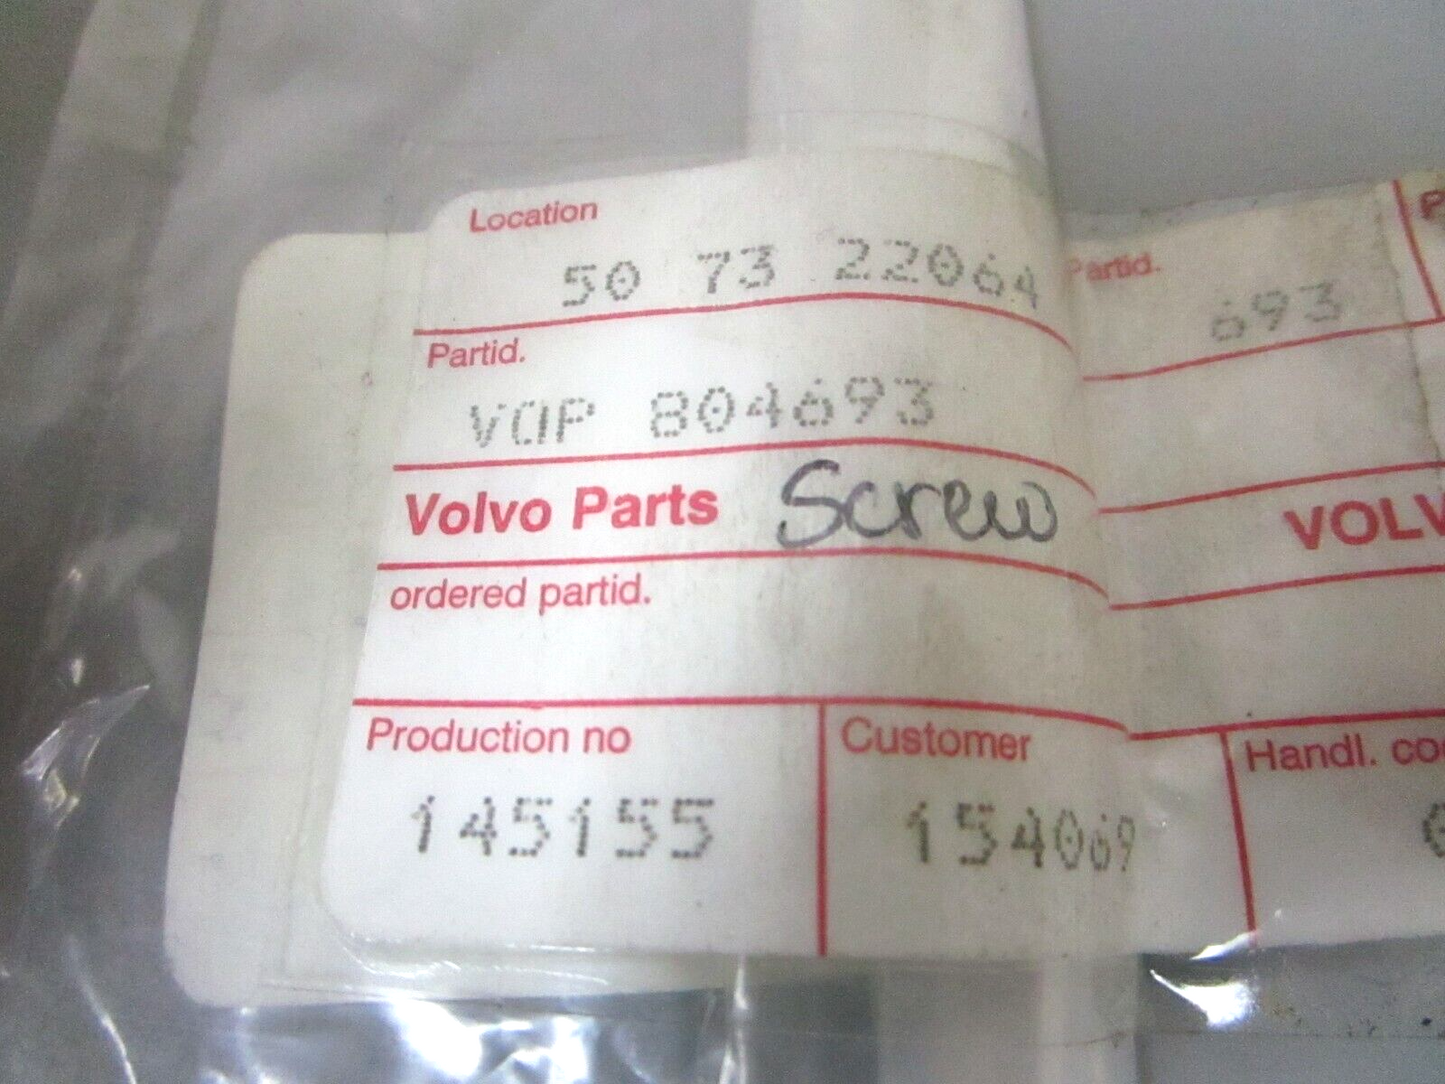 Location
50 73 22064
Partid.
VOP 804693
Volvo Parts Screw
ordered partid.
Production no
145155
Customer
154069
Partid.
693
VOLV
Handl. co